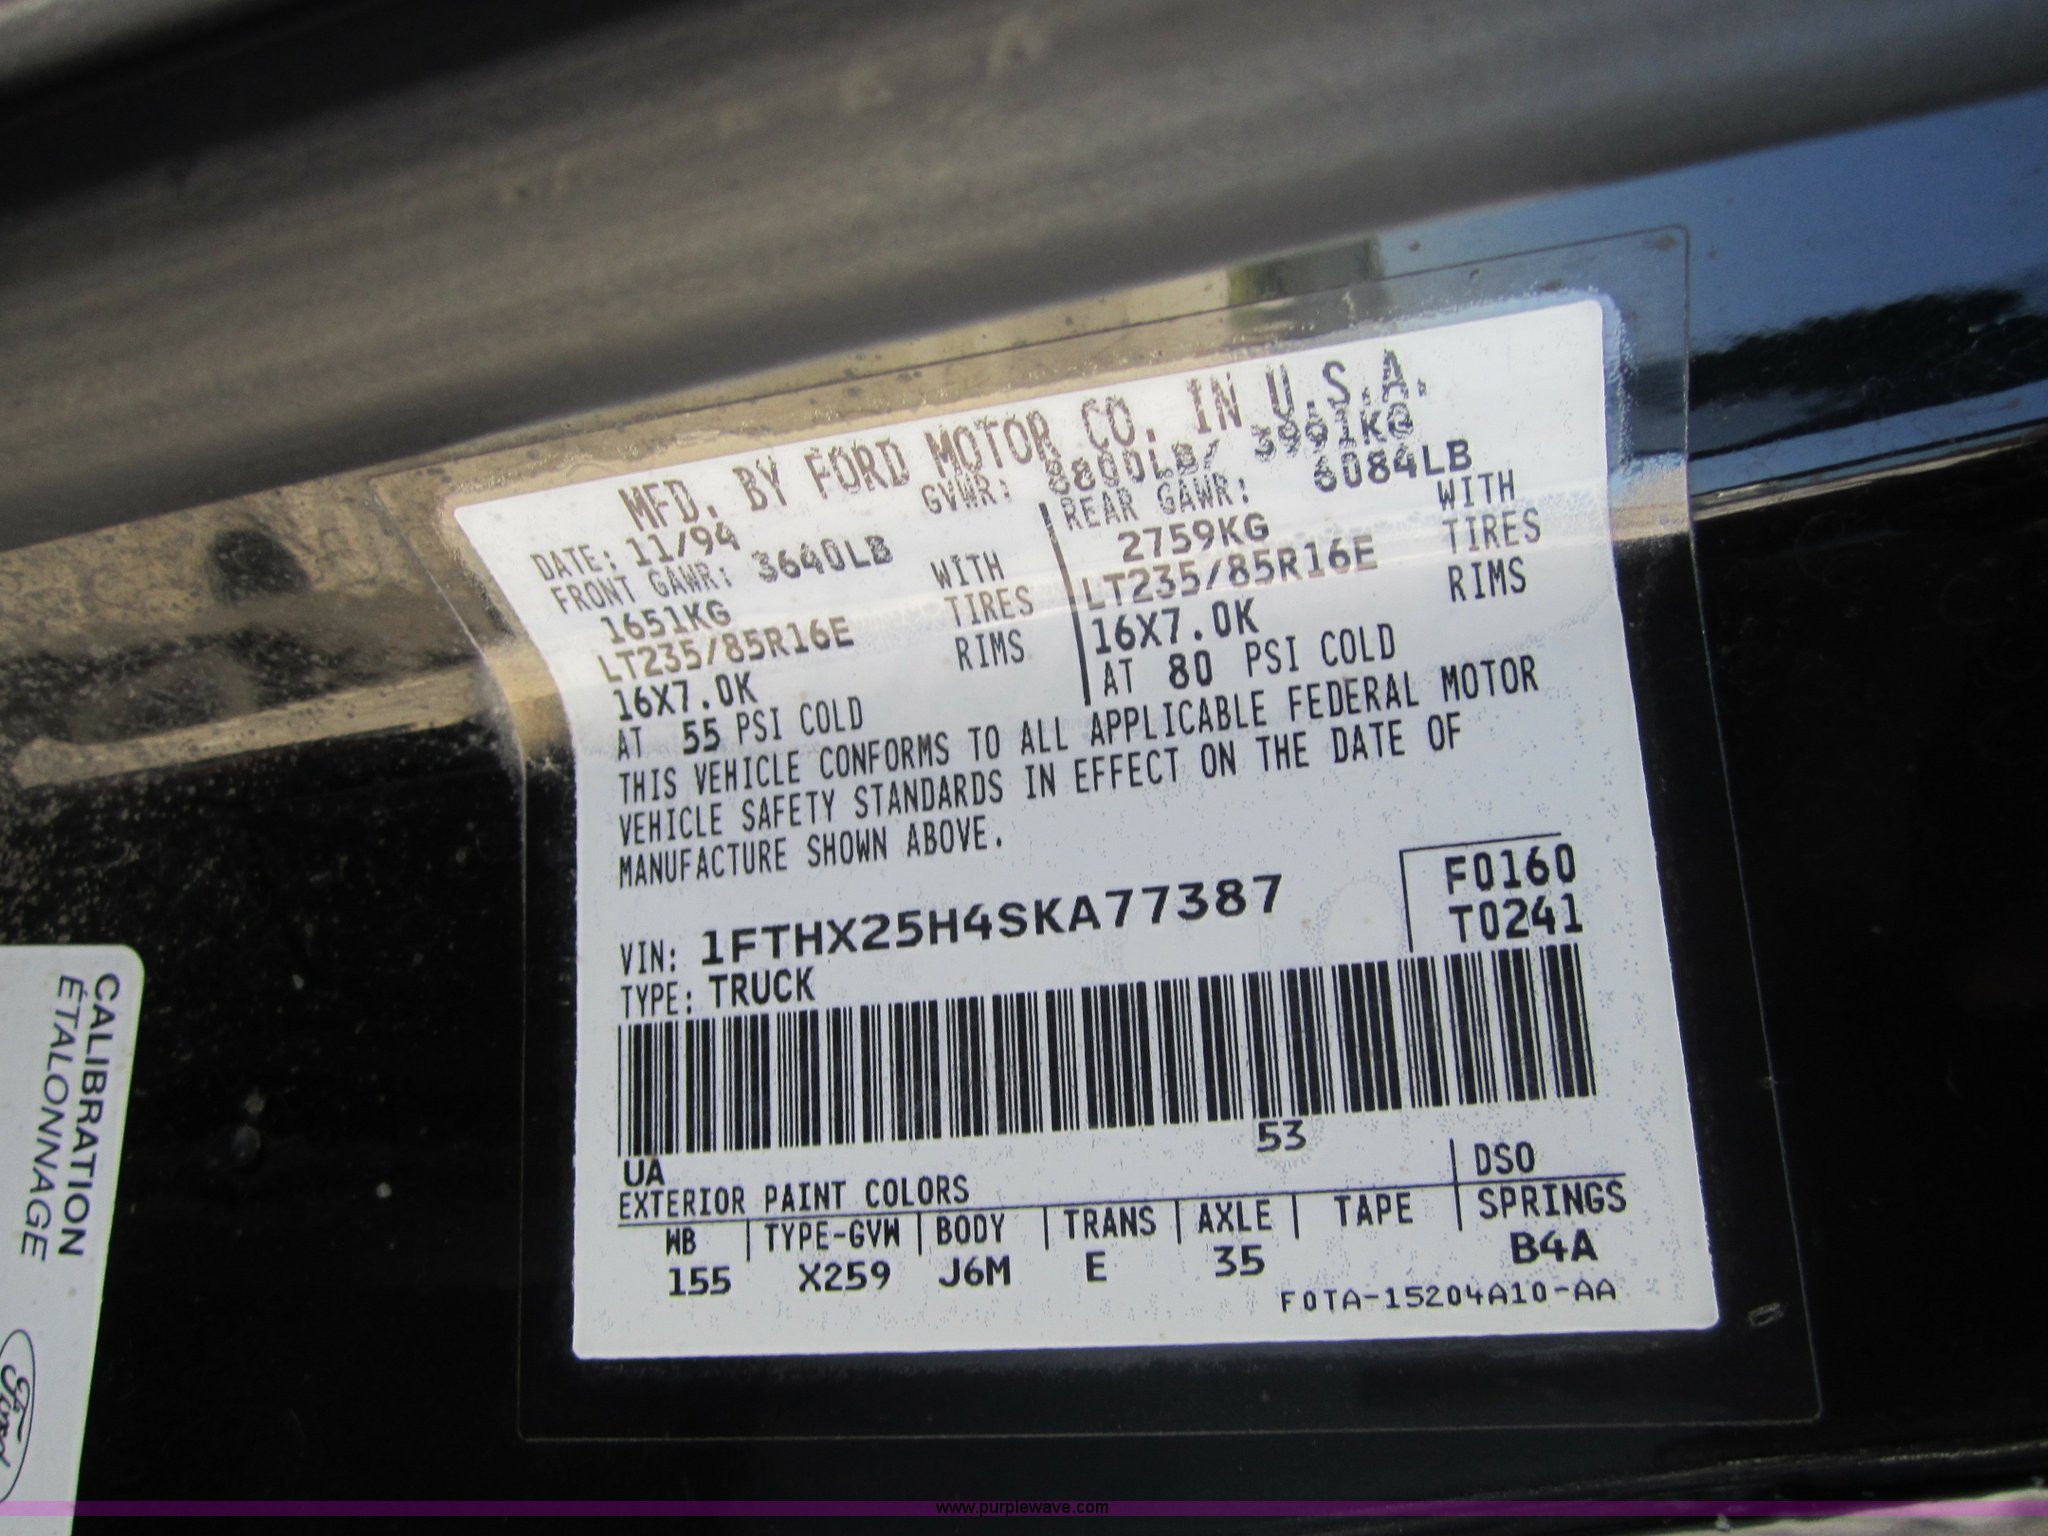 MFD. BY FORD MOTOR CO. IN U.S.A.
DATE: 11/94 GVWR: 8800LB/
FRONT GAWR: 3640LB REAR GAWR: 8084LB
1651KG WITH 2759KG WITH
LT235/85R16E TIRES LT235/85R16E TIRES
16X7.0K RIMS 16X7.0K RIMS
AT 55 PSI COLD AT 80 PSI COLD
THIS VEHICLE CONFORMS TO ALL APPLICABLE FEDERAL MOTOR
VEHICLE SAFETY STANDARDS IN EFFECT ON THE DATE OF
MANUFACTURE SHOWN ABOVE.
VIN: 1FTHX25H4SKA77387
F0160
TYPE: TRUCK
T0241
53
UA
EXTERIOR PAINT COLORS DSO
WB TYPE-GVW BODY TRANS AXLE TAPE SPRINGS
155 X259 J6M E 35 B4A
F0TA-15204A10-AA
CALIBRATION
ÉTALONNAGE
Ford
www.purplewave.com